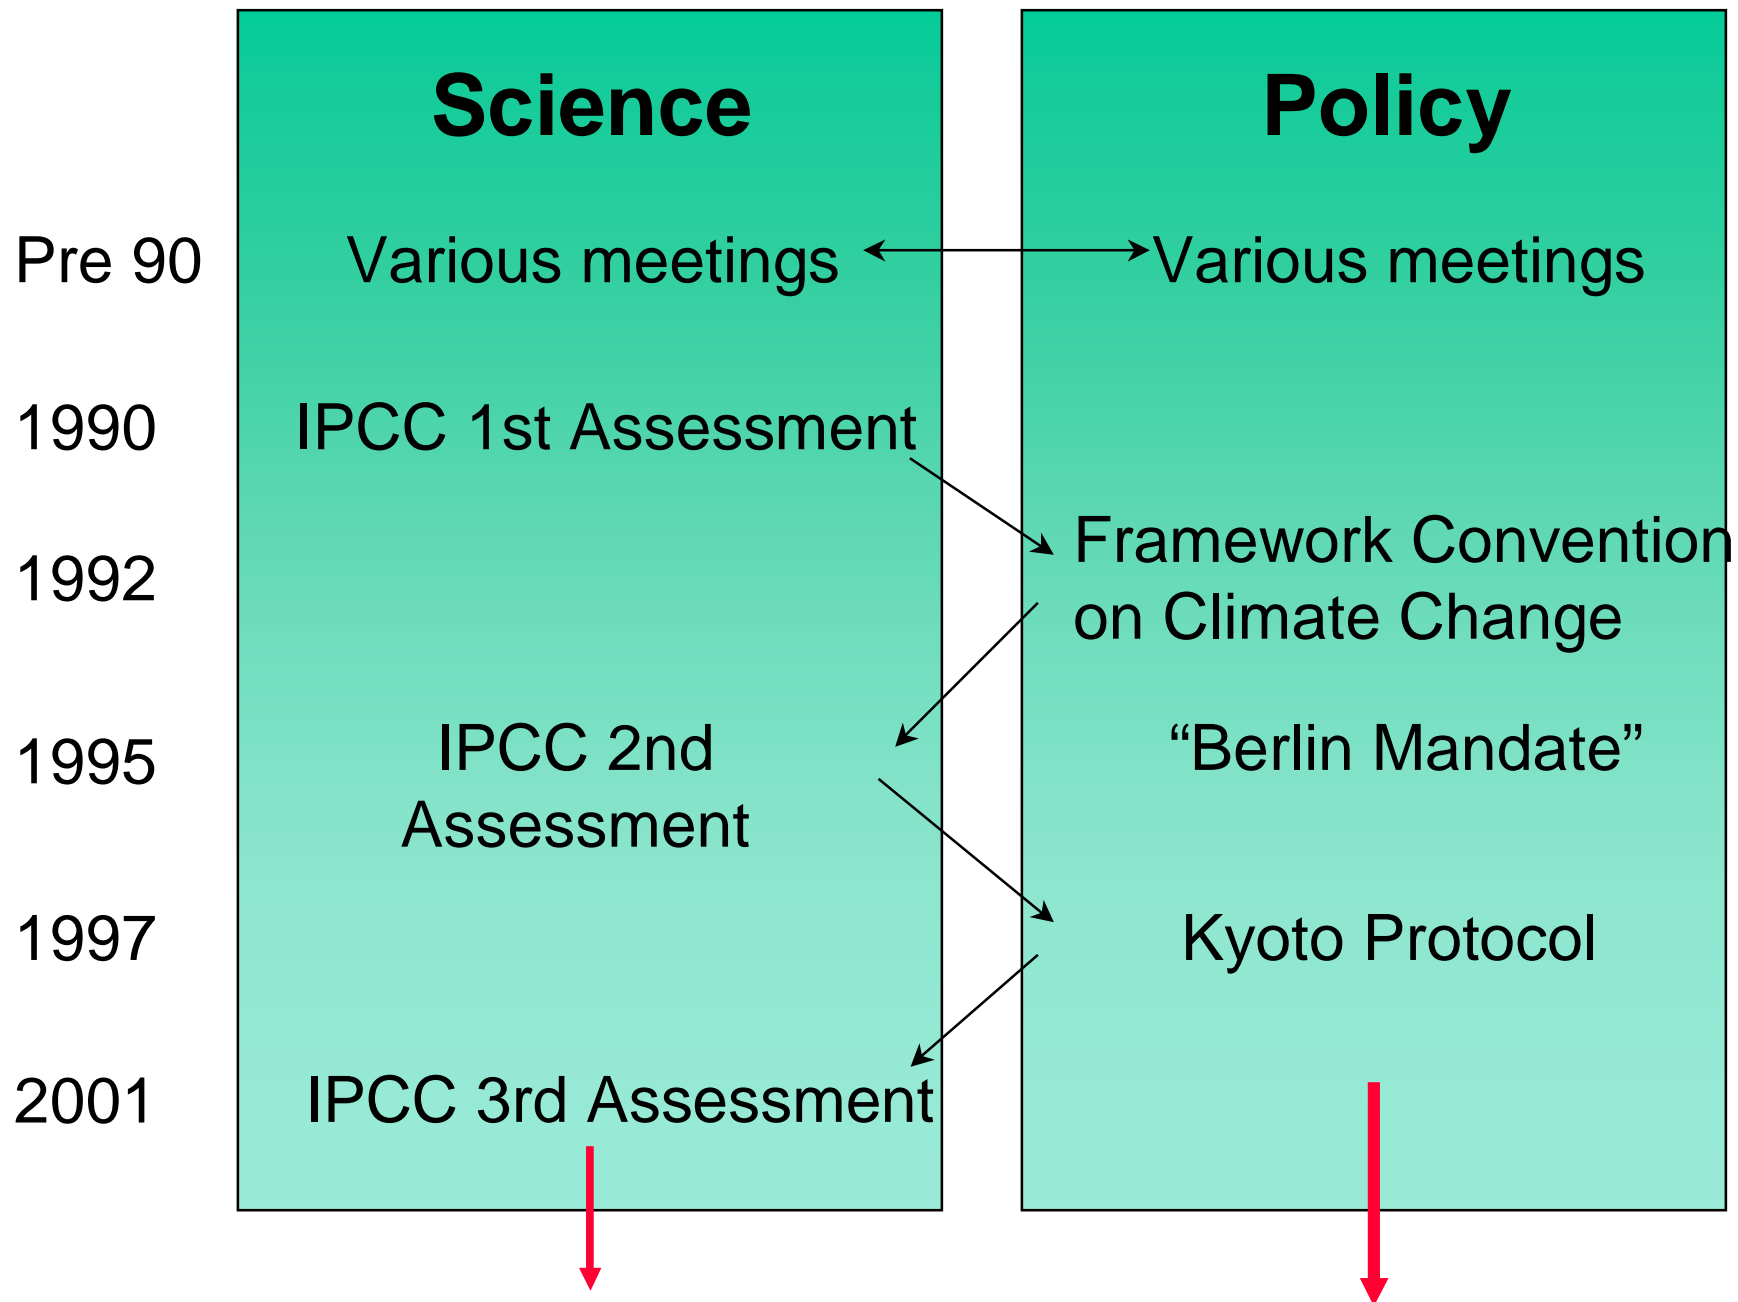 Science
Policy
Pre 90
Various meetings
Various meetings
1990
IPCC 1st Assessment
1992
Framework Convention
on Climate Change
1995
IPCC 2nd
Assessment
“Berlin Mandate”
1997
Kyoto Protocol
2001
IPCC 3rd Assessment